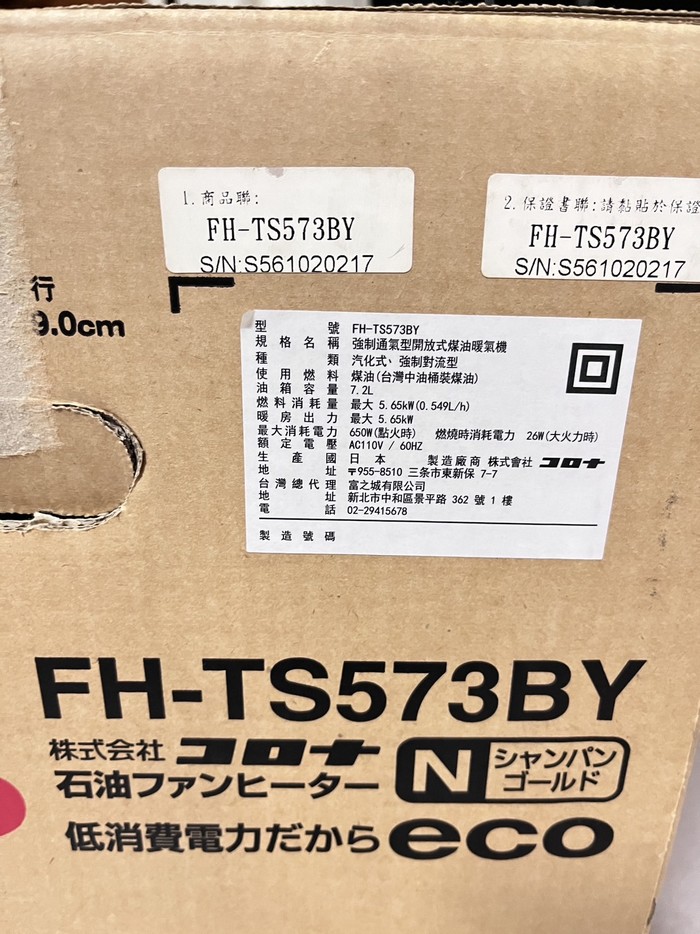 1. 商品聯:
FH-TS573BY
S/N:S561020217
2. 保證書聯:請黏貼於保證
FH-TS573BY
S/N:S561020217
行
9.0cm
型號 FH-TS573BY
規格名稱 強制通氣型開放式煤油暖氣機
種類 汽化式、強制對流型
使用燃料 煤油(台灣中油桶裝煤油)
油箱容量 7.2L
燃料消耗量 最大 5.65kW(0.549L/h)
暖房出力 最大 5.65kW
最大消耗電力 650W(點火時) 燃燒時消耗電力 26W(大火力時)
額定電壓 AC110V / 60HZ
生產國 日本 製造廠商 株式會社 コロナ
地址 〒955-8510 三条市東新保 7-7
台灣總代理 富之城有限公司
地址 新北市中和區景平路 362 號 1 樓
電話 02-29415678
製造號碼
FH-TS573BY
株式会社 コロナ
石油ファンヒーター N シャンパンゴールド
低消費電力だから eco